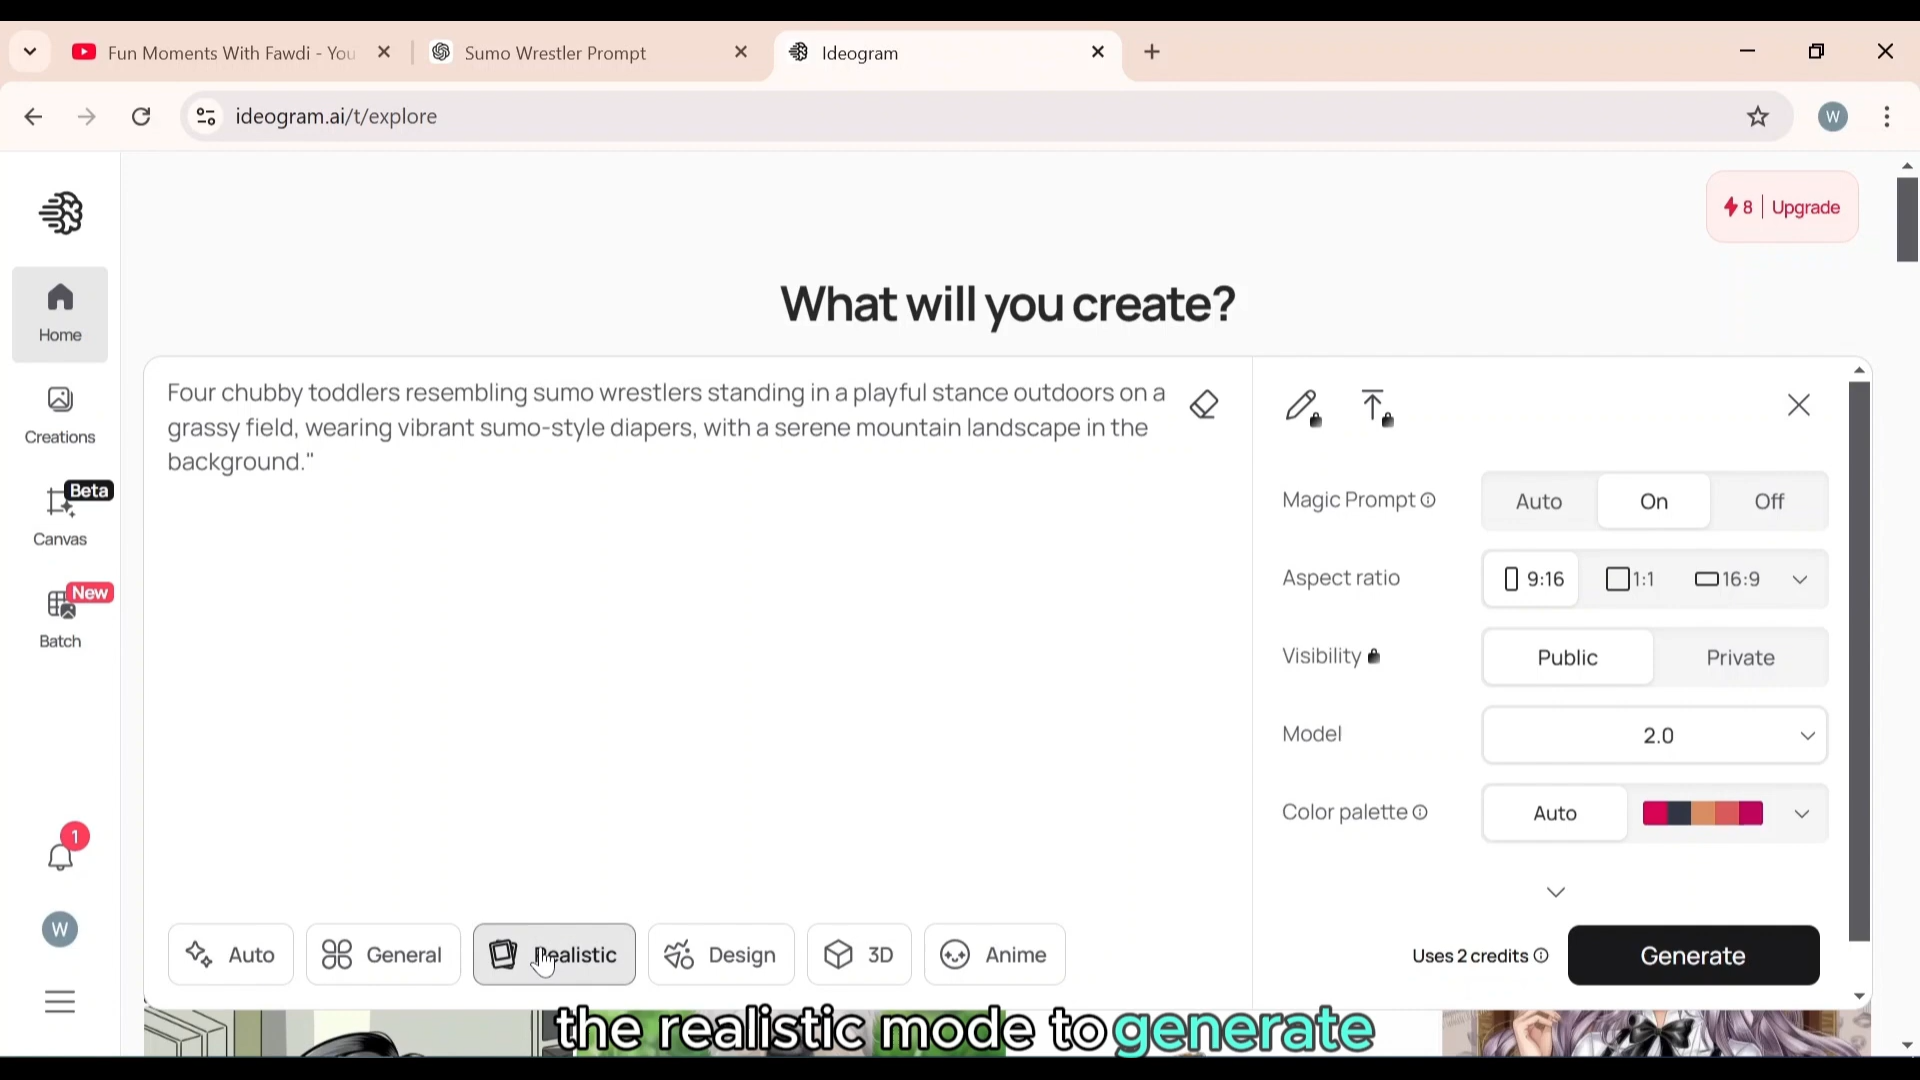 Fun Moments With Fawdi - You
Sumo Wrestler Prompt
Ideogram
ideogram.ai/t/explore
W
8 | Upgrade
What will you create?
Home
Creations
Beta
Canvas
New
Batch
1
W
Four chubby toddlers resembling sumo wrestlers standing in a playful stance outdoors on a
grassy field, wearing vibrant sumo-style diapers, with a serene mountain landscape in the
background."
Magic Prompt
Auto
On
Off
Aspect ratio
9:16
1:1
16:9
Visibility
Public
Private
Model
2.0
Color palette
Auto
Auto
General
Realistic
Design
3D
Anime
Uses 2 credits
Generate
the realistic mode to generate